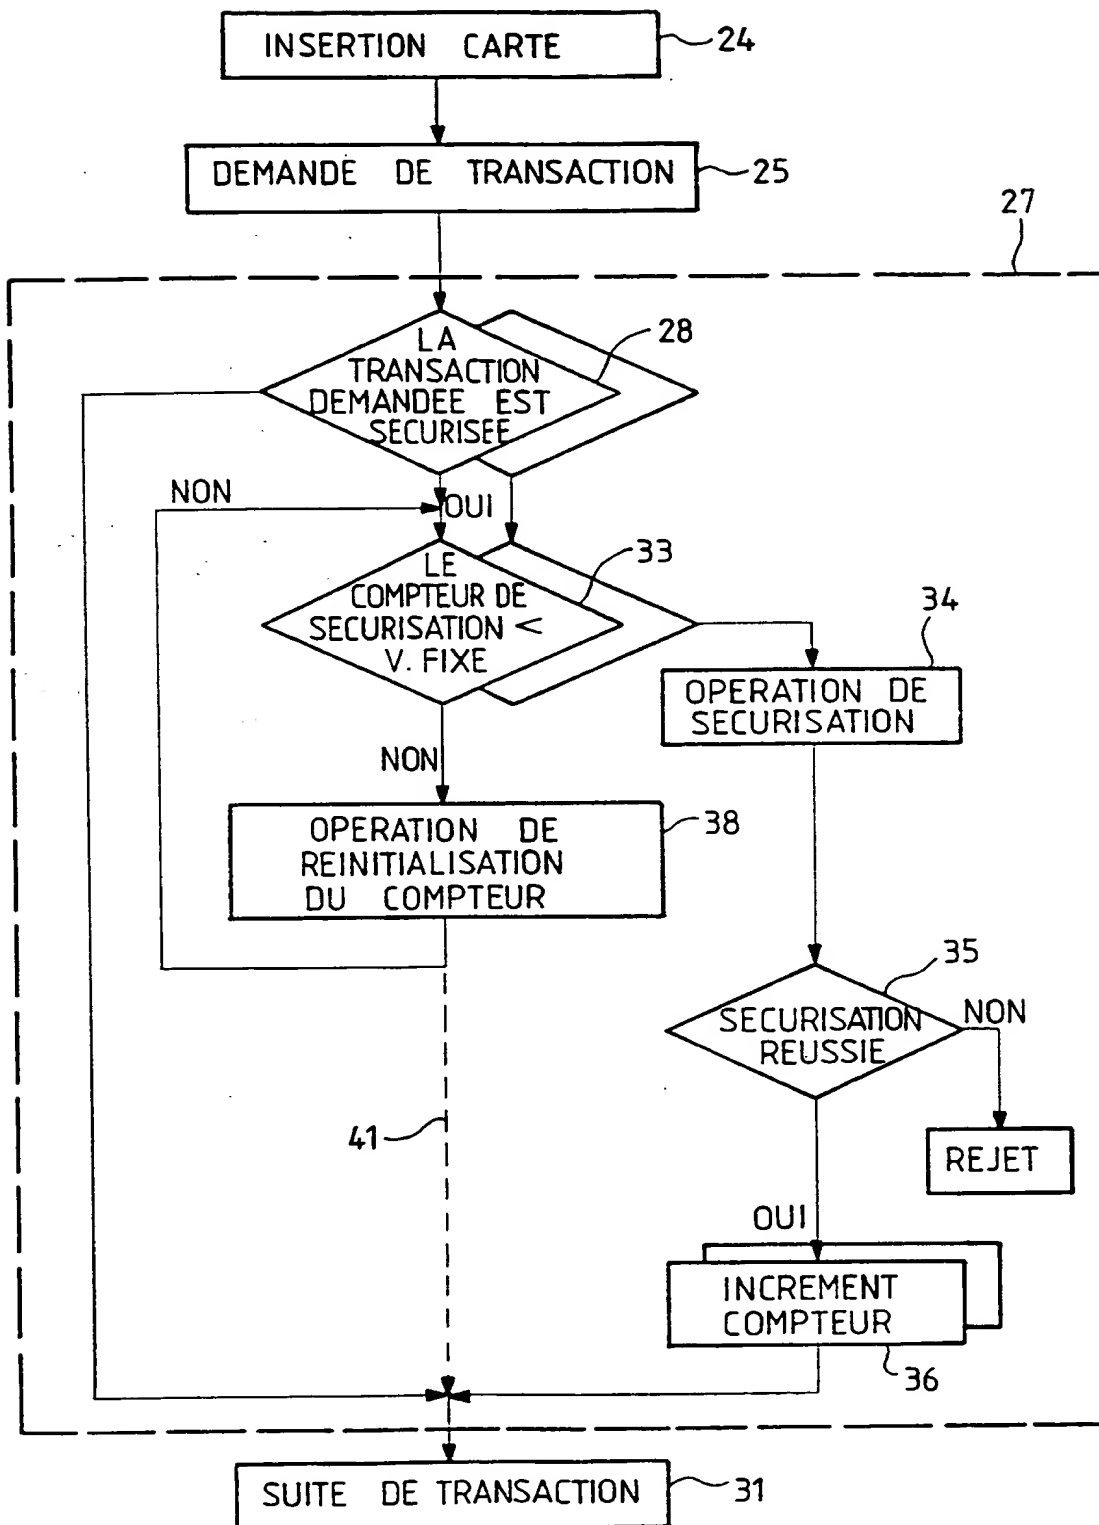 INSERTION CARTE
24
DEMANDE DE TRANSACTION
25
27
LA
TRANSACTION
DEMANDEE EST
SECURISEE
28
NON
OUI
LE
COMPTEUR DE
SECURISATION <
V. FIXE
33
34
OPERATION DE
SECURISATION
NON
OPERATION DE
REINITIALISATION
DU COMPTEUR
38
35
SECURISATION
REUSSIE
NON
41
REJET
OUI
INCREMENT
COMPTEUR
36
SUITE DE TRANSACTION
31